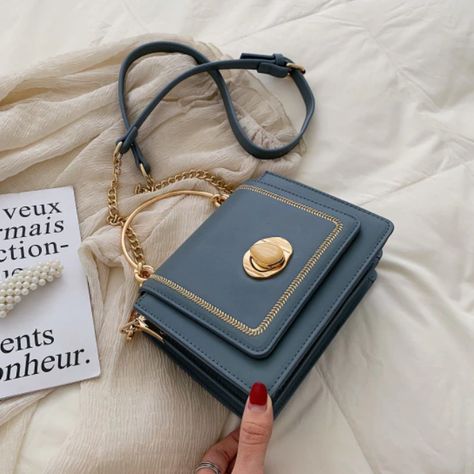 veux
rmais
ction-
ents
onheur.